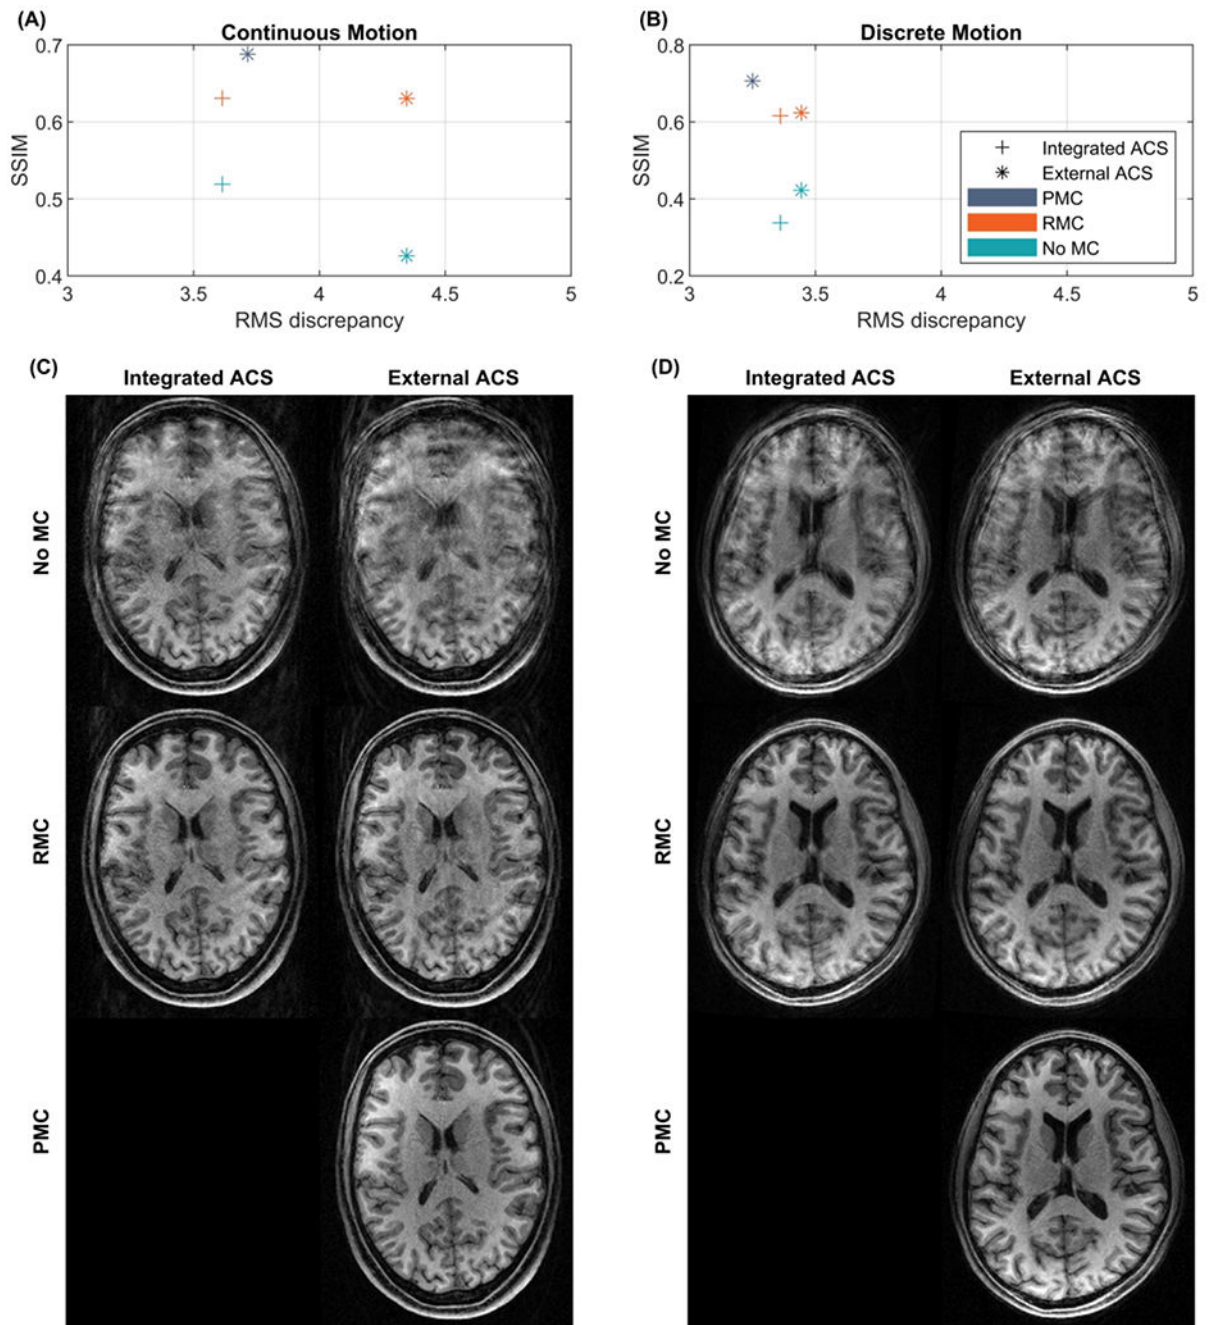 (A)
Continuous Motion
0.7
0.6
0.5
0.4
SSIM
3
3.5
4
4.5
5
RMS discrepancy
(B)
Discrete Motion
0.8
0.6
0.4
0.2
SSIM
3
3.5
4
4.5
5
RMS discrepancy
Integrated ACS
External ACS
PMC
RMC
No MC
(C)
Integrated ACS
External ACS
No MC
RMC
PMC
(D)
Integrated ACS
External ACS
No MC
RMC
PMC